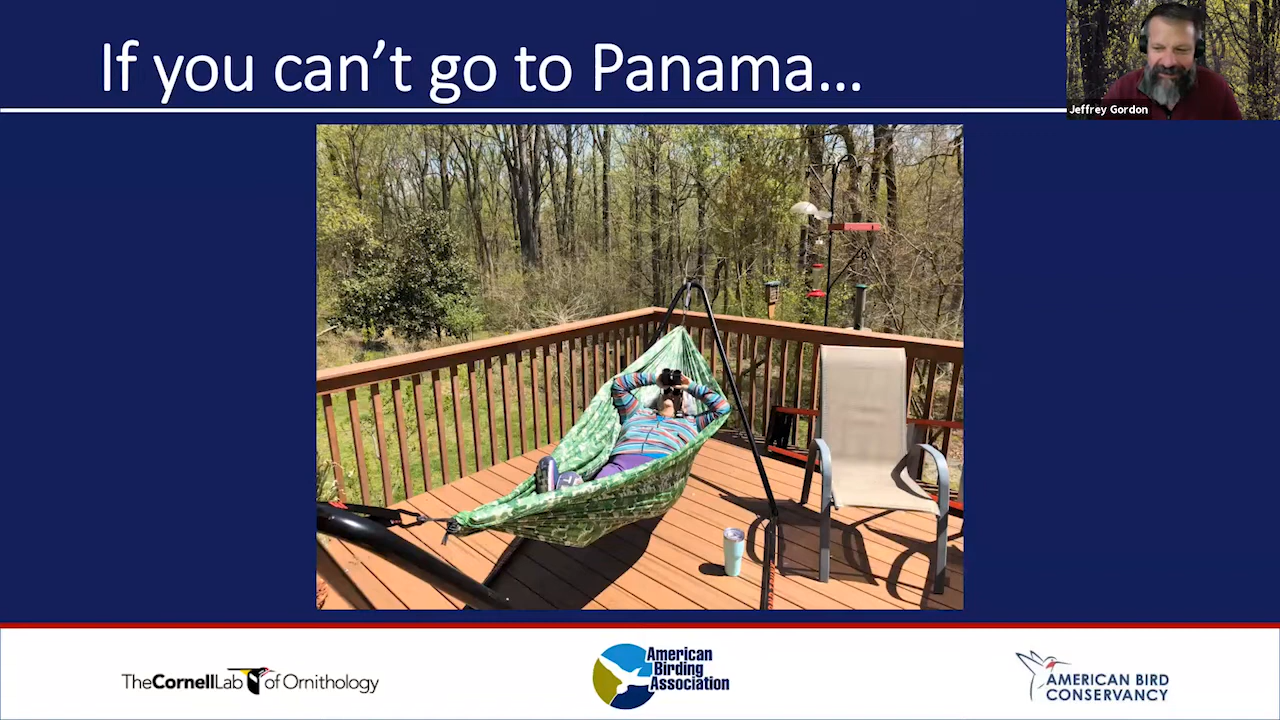 If you can't go to Panama...
Jeffrey Gordon
TheCornellLab of Ornithology
American
Birding
Association
AMERICAN BIRD
CONSERVANCY